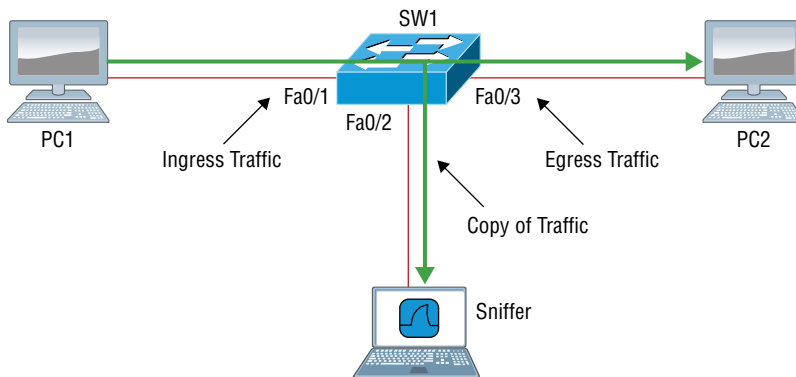 SW1
Fa0/1
Fa0/3
Fa0/2
PC1
PC2
Ingress Traffic
Egress Traffic
Copy of Traffic
Sniffer